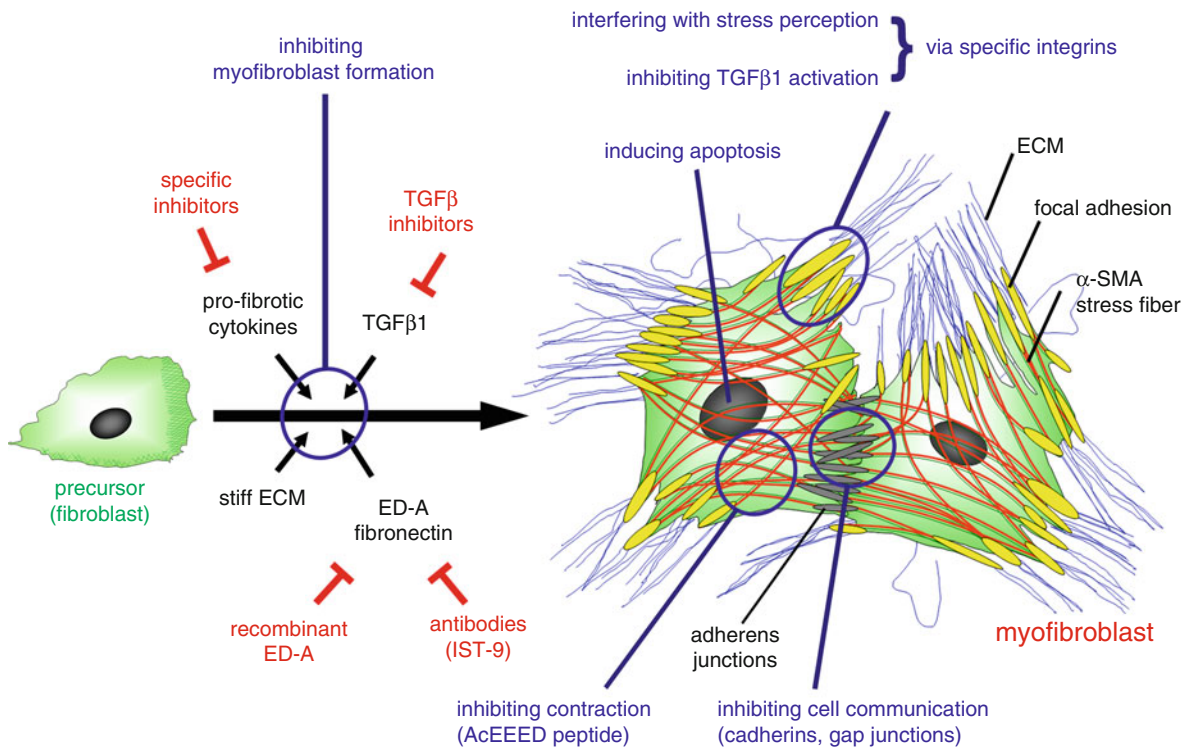 interfering with stress perception
inhibiting TGFβ1 activation
via specific integrins
inhibiting
myofibroblast formation
inducing apoptosis
ECM
focal adhesion
α-SMA
stress fiber
specific
inhibitors
TGFβ
inhibitors
pro-fibrotic
cytokines
TGFβ1
precursor
(fibroblast)
stiff ECM
ED-A
fibronectin
recombinant
ED-A
antibodies
(IST-9)
adherens
junctions
myofibroblast
inhibiting contraction
(AcEEED peptide)
inhibiting cell communication
(cadherins, gap junctions)